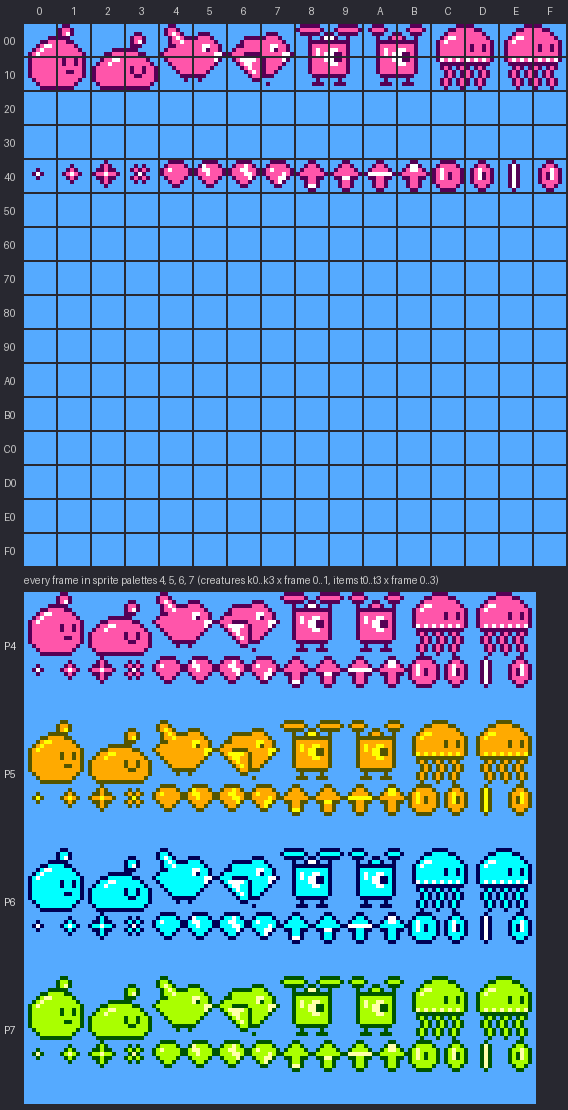 0 1 2 3 4 5 6 7 8 9 A B C D E F
00
10
20
30
40
50
60
70
80
90
A0
B0
C0
D0
E0
F0
every frame in sprite palettes 4, 5, 6, 7 (creatures k0..k3 x frame 0..1, items t0..t3 x frame 0..3)
P4
P5
P6
P7